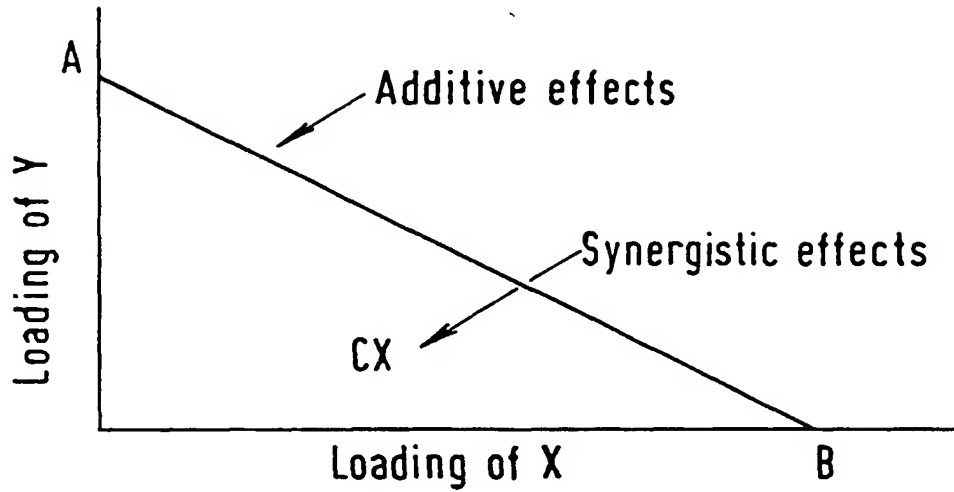 A
Additive effects
Loading of Y
Synergistic effects
CX
Loading of X
B